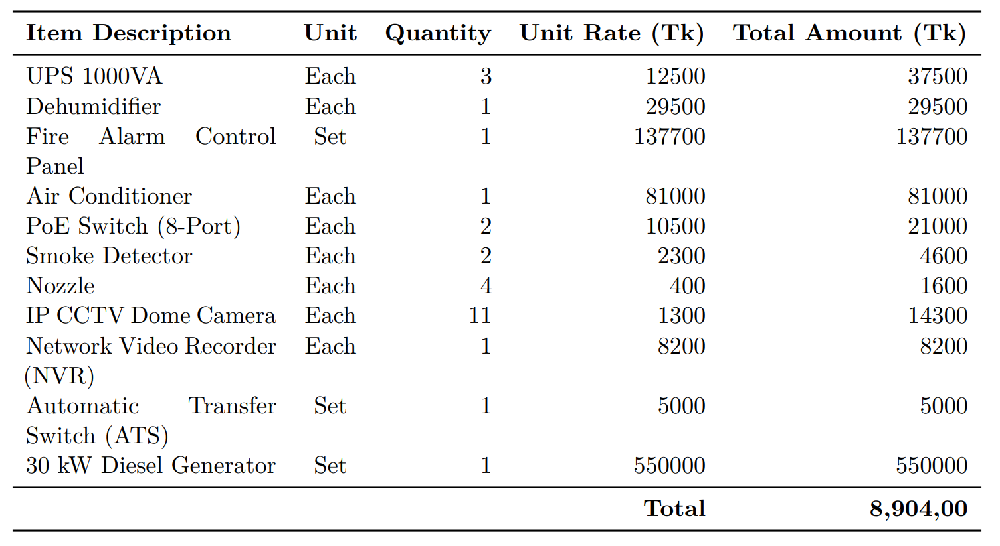 Item Description Unit Quantity Unit Rate (Tk) Total Amount (Tk)
UPS 1000VA Each 3 12500 37500
Dehumidifier Each 1 29500 29500
Fire Alarm Control Set 1 137700 137700
Panel
Air Conditioner Each 1 81000 81000
PoE Switch (8-Port) Each 2 10500 21000
Smoke Detector Each 2 2300 4600
Nozzle Each 4 400 1600
IP CCTV Dome Camera Each 11 1300 14300
Network Video Recorder Each 1 8200 8200
(NVR)
Automatic Transfer Set 1 5000 5000
Switch (ATS)
30 kW Diesel Generator Set 1 550000 550000
Total 8,904,00